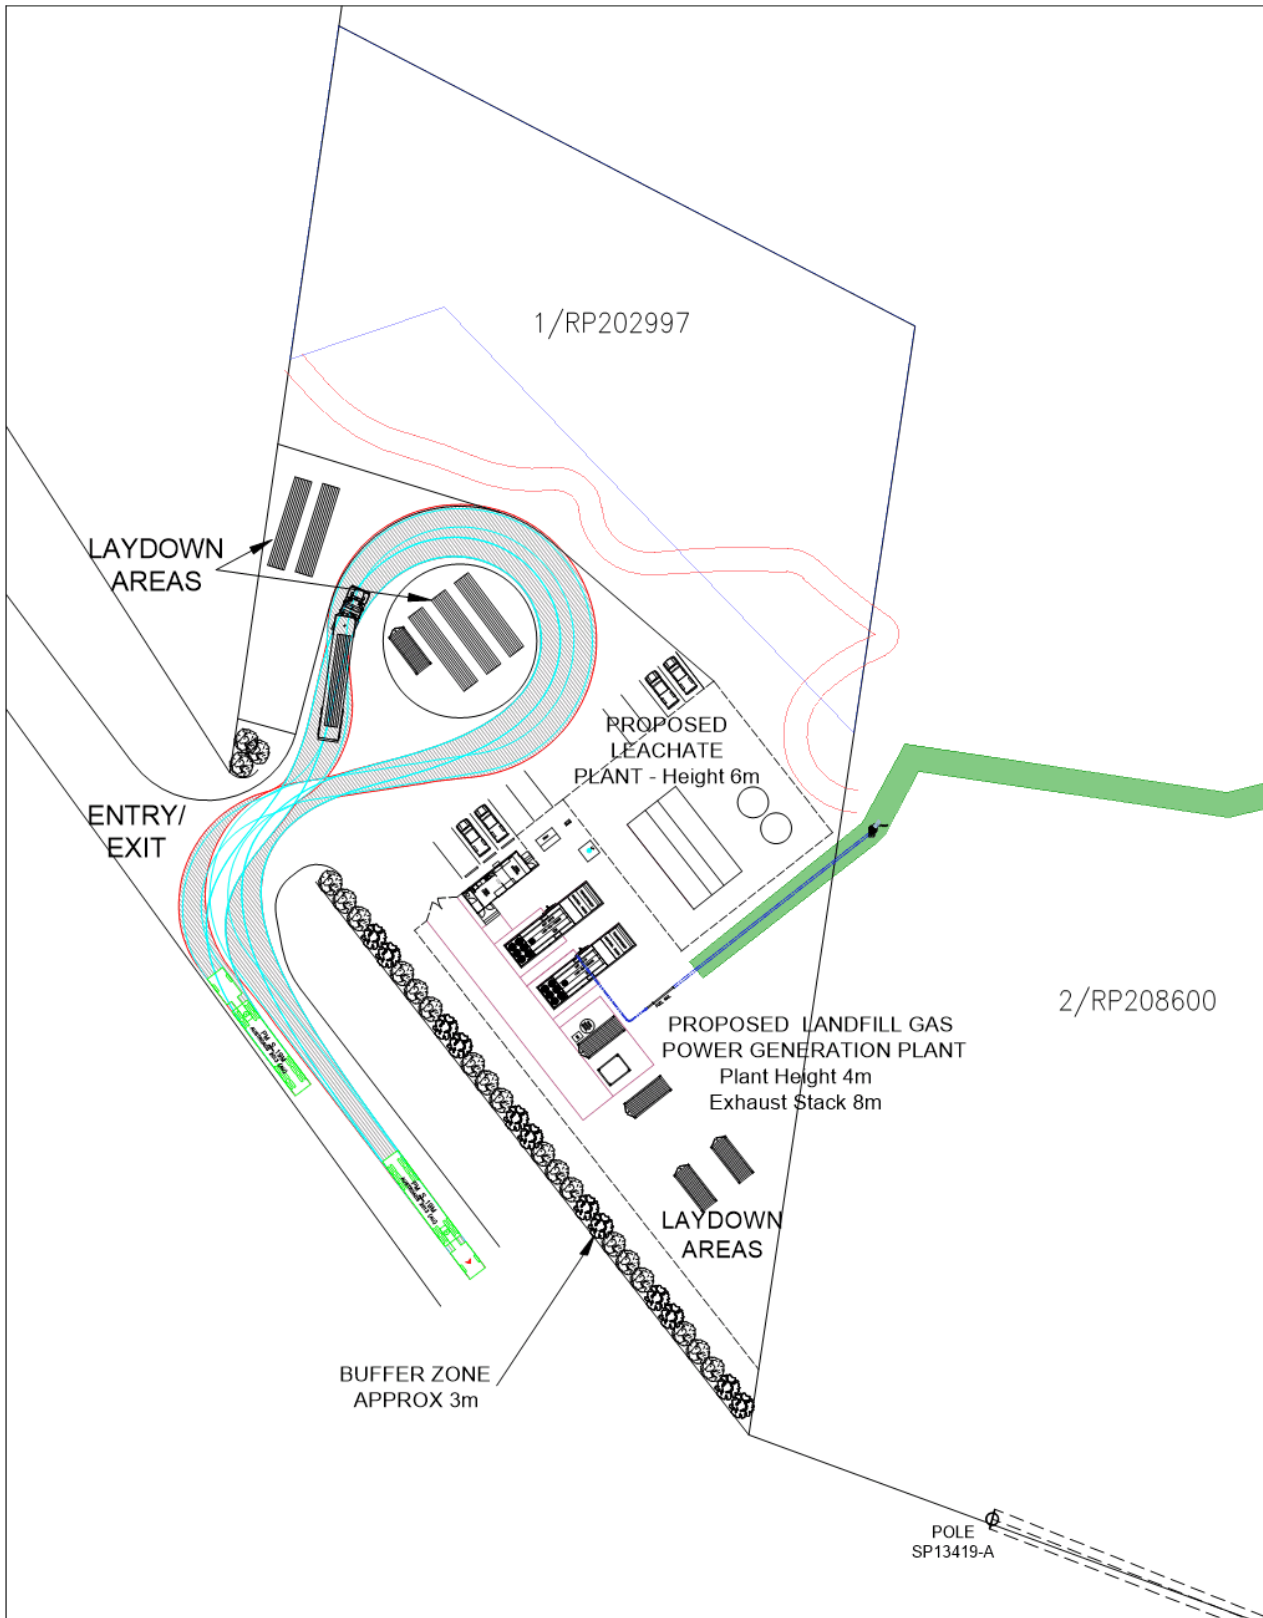 1/RP202997
LAYDOWN
AREAS
PROPOSED
LEACHATE
PLANT - Height 6m
ENTRY/
EXIT
2/RP208600
PROPOSED LANDFILL GAS
POWER GENERATION PLANT
Plant Height 4m
Exhaust Stack 8m
LAYDOWN
AREAS
BUFFER ZONE
APPROX 3m
POLE
SP13419-A